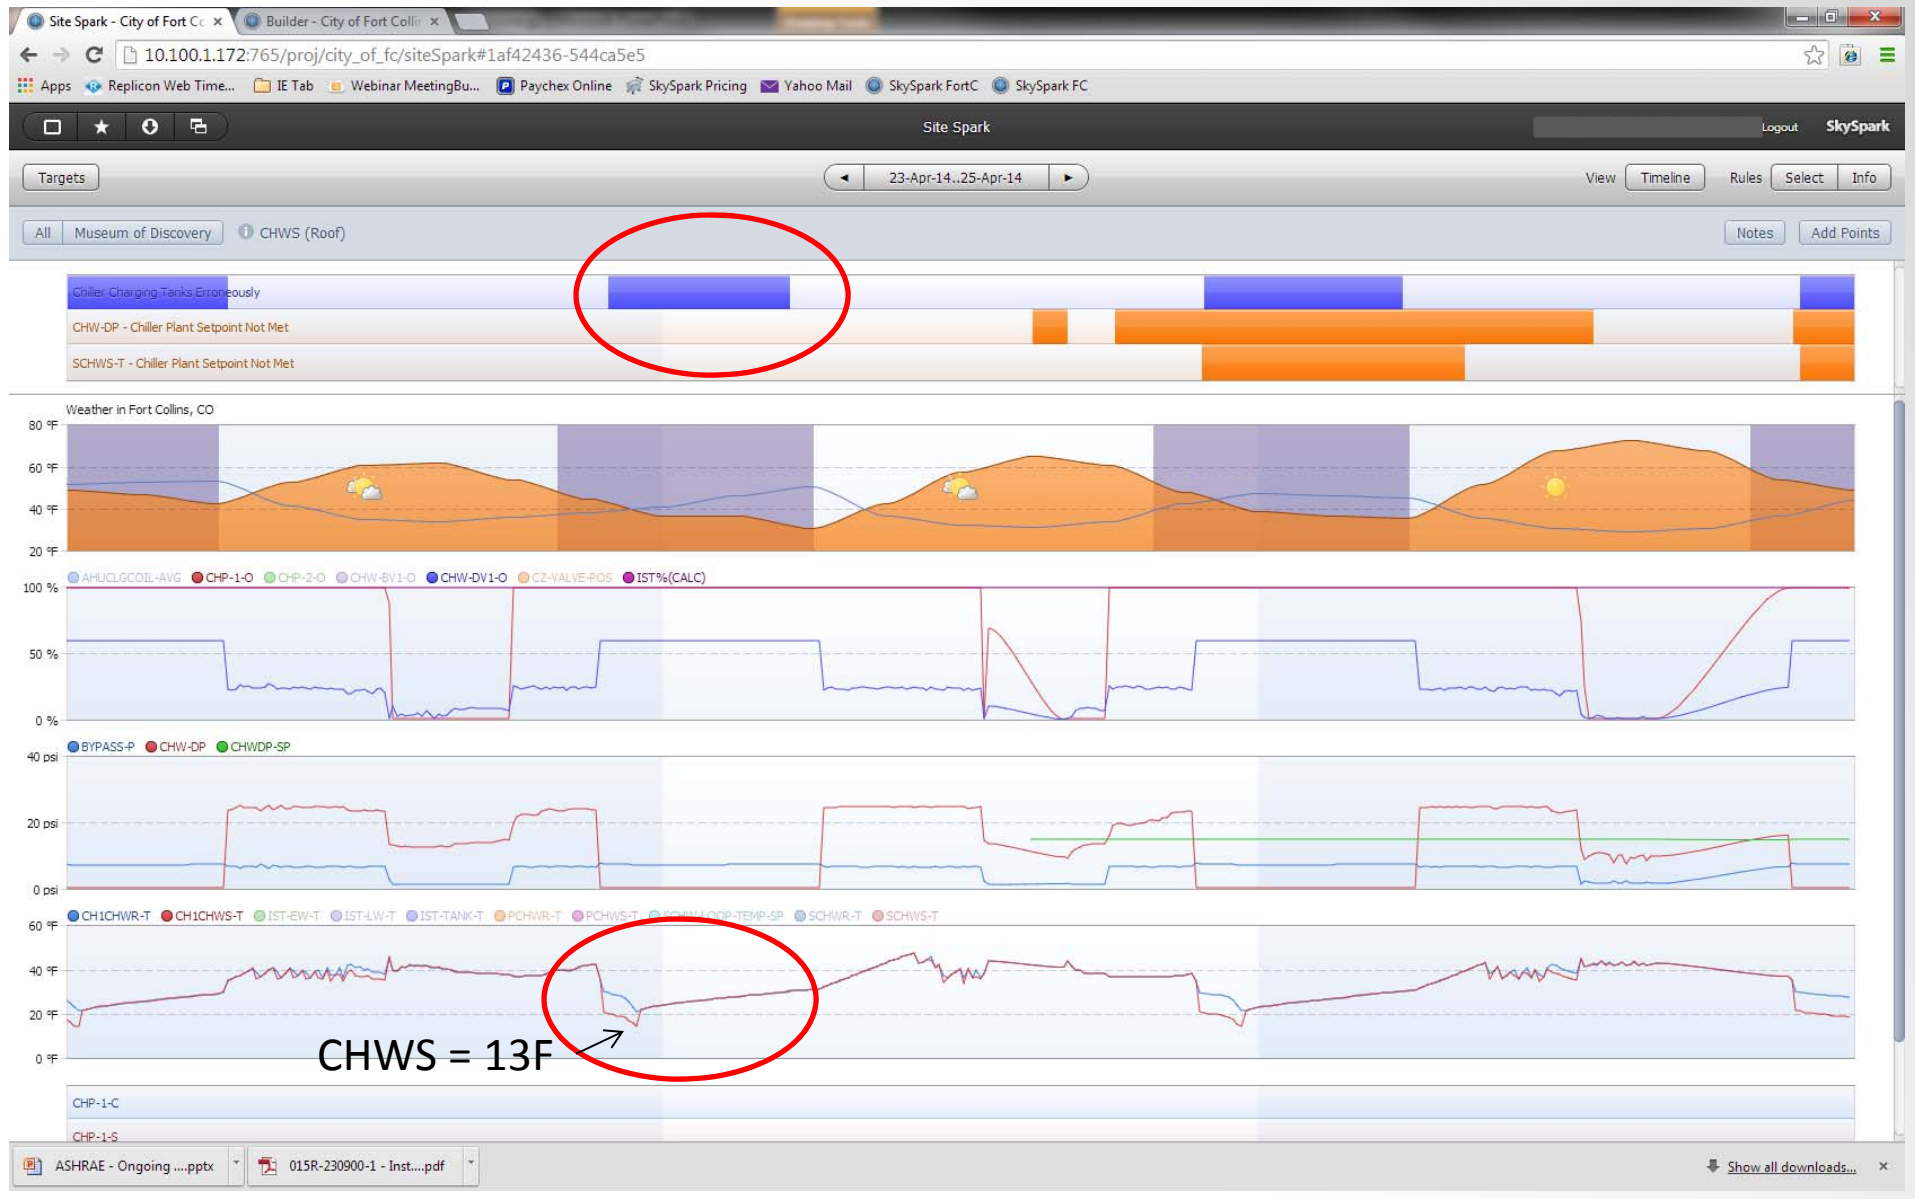 Site Spark - City of Fort Cc × Builder - City of Fort Collin ×
10.100.1.172:765/proj/city_of_fc/siteSpark#1af42436-544ca5e5
Apps Replicon Web Time... IE Tab Webinar MeetingBu... Paychex Online SkySpark Pricing Yahoo Mail SkySpark FortC SkySpark FC
Site Spark Logout SkySpark
Targets 23-Apr-14..25-Apr-14 View Timeline Rules Select Info
All Museum of Discovery CHWS (Roof) Notes Add Points
Chiller Charging Tanks Erroneously
CHW-DP - Chiller Plant Setpoint Not Met
SCHWS-T - Chiller Plant Setpoint Not Met
Weather in Fort Collins, CO
80 °F
60 °F
40 °F
20 °F
AHUCLGCOIL-AVG CHP-1-O CHP-2-O CHW-BV1-O CHW-DV1-O CZ-VALVE-POS IST%(CALC)
100 %
50 %
0 %
BYPASS-P CHW-DP CHWDP-SP
40 psi
20 psi
0 psi
CH1CHWR-T CH1CHWS-T IST-EW-T IST-LW-T IST-TANK-T PCHWR-T PCHWS-T SCHW-LOOP-TEMP-SP SCHWR-T SCHWS-T
60 °F
40 °F
20 °F
0 °F
CHWS = 13F
CHP-1-C
CHP-1-S
ASHRAE - Ongoing ....pptx 015R-230900-1 - Inst....pdf Show all downloads... ×